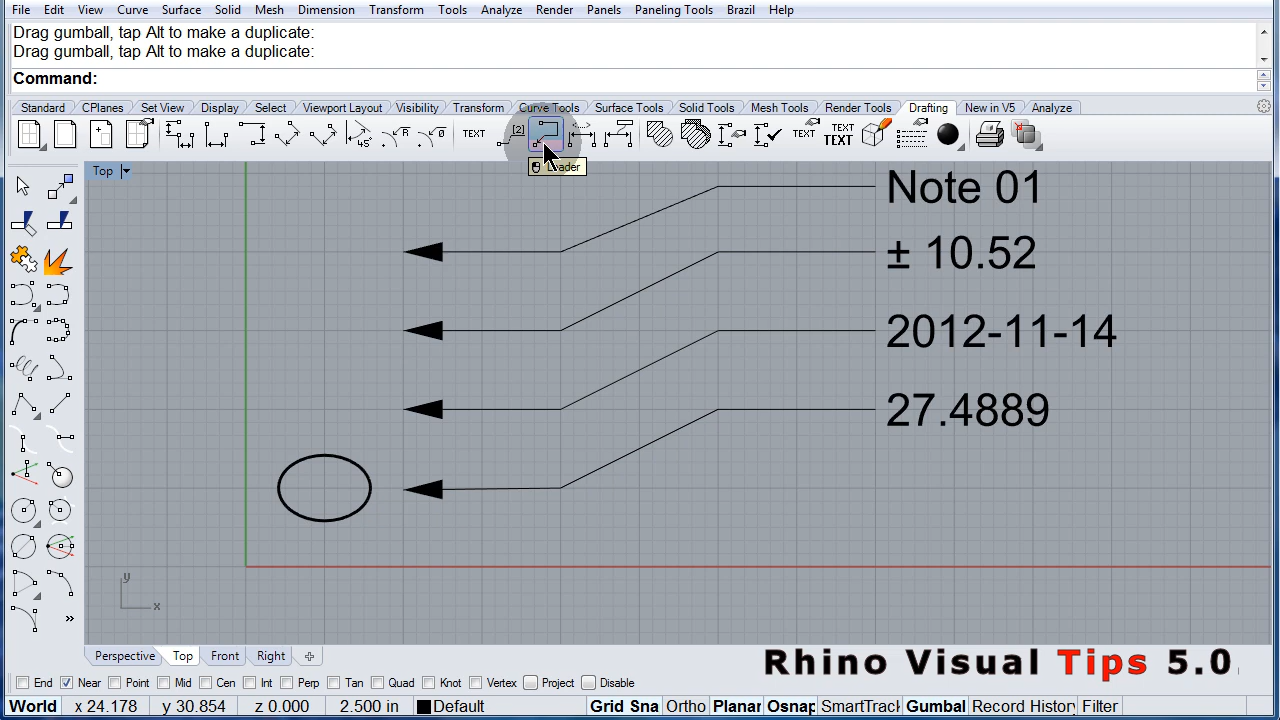 File Edit View Curve Surface Solid Mesh Dimension Transform Tools Analyze Render Panels Paneling Tools Brazil Help
Drag gumball, tap Alt to make a duplicate:
Drag gumball, tap Alt to make a duplicate:
Command:
Standard CPlanes Set View Display Select Viewport Layout Visibility Transform Curve Tools Surface Tools Solid Tools Mesh Tools Render Tools Drafting New in V5 Analyze
45° R TEXT [2] TEXT TEXT TEXT
Leader
Top
Note 01
± 10.52
2012-11-14
27.4889
y
x
Perspective Top Front Right
Rhino Visual Tips 5.0
End Near Point Mid Cen Int Perp Tan Quad Knot Vertex Project Disable
World x 24.178 y 30.854 z 0.000 2.500 in Default Grid Sna Ortho Planar Osnap SmartTrack Gumbal Record History Filter